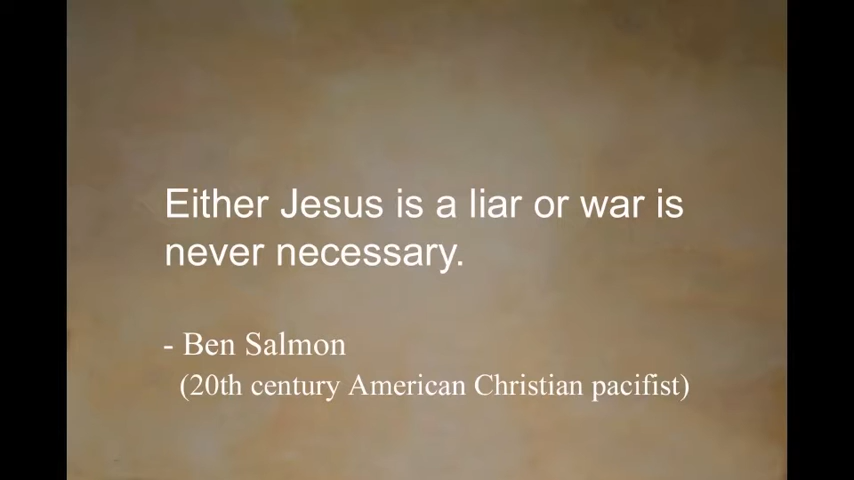 Either Jesus is a liar or war is
never necessary.
- Ben Salmon
(20th century American Christian pacifist)